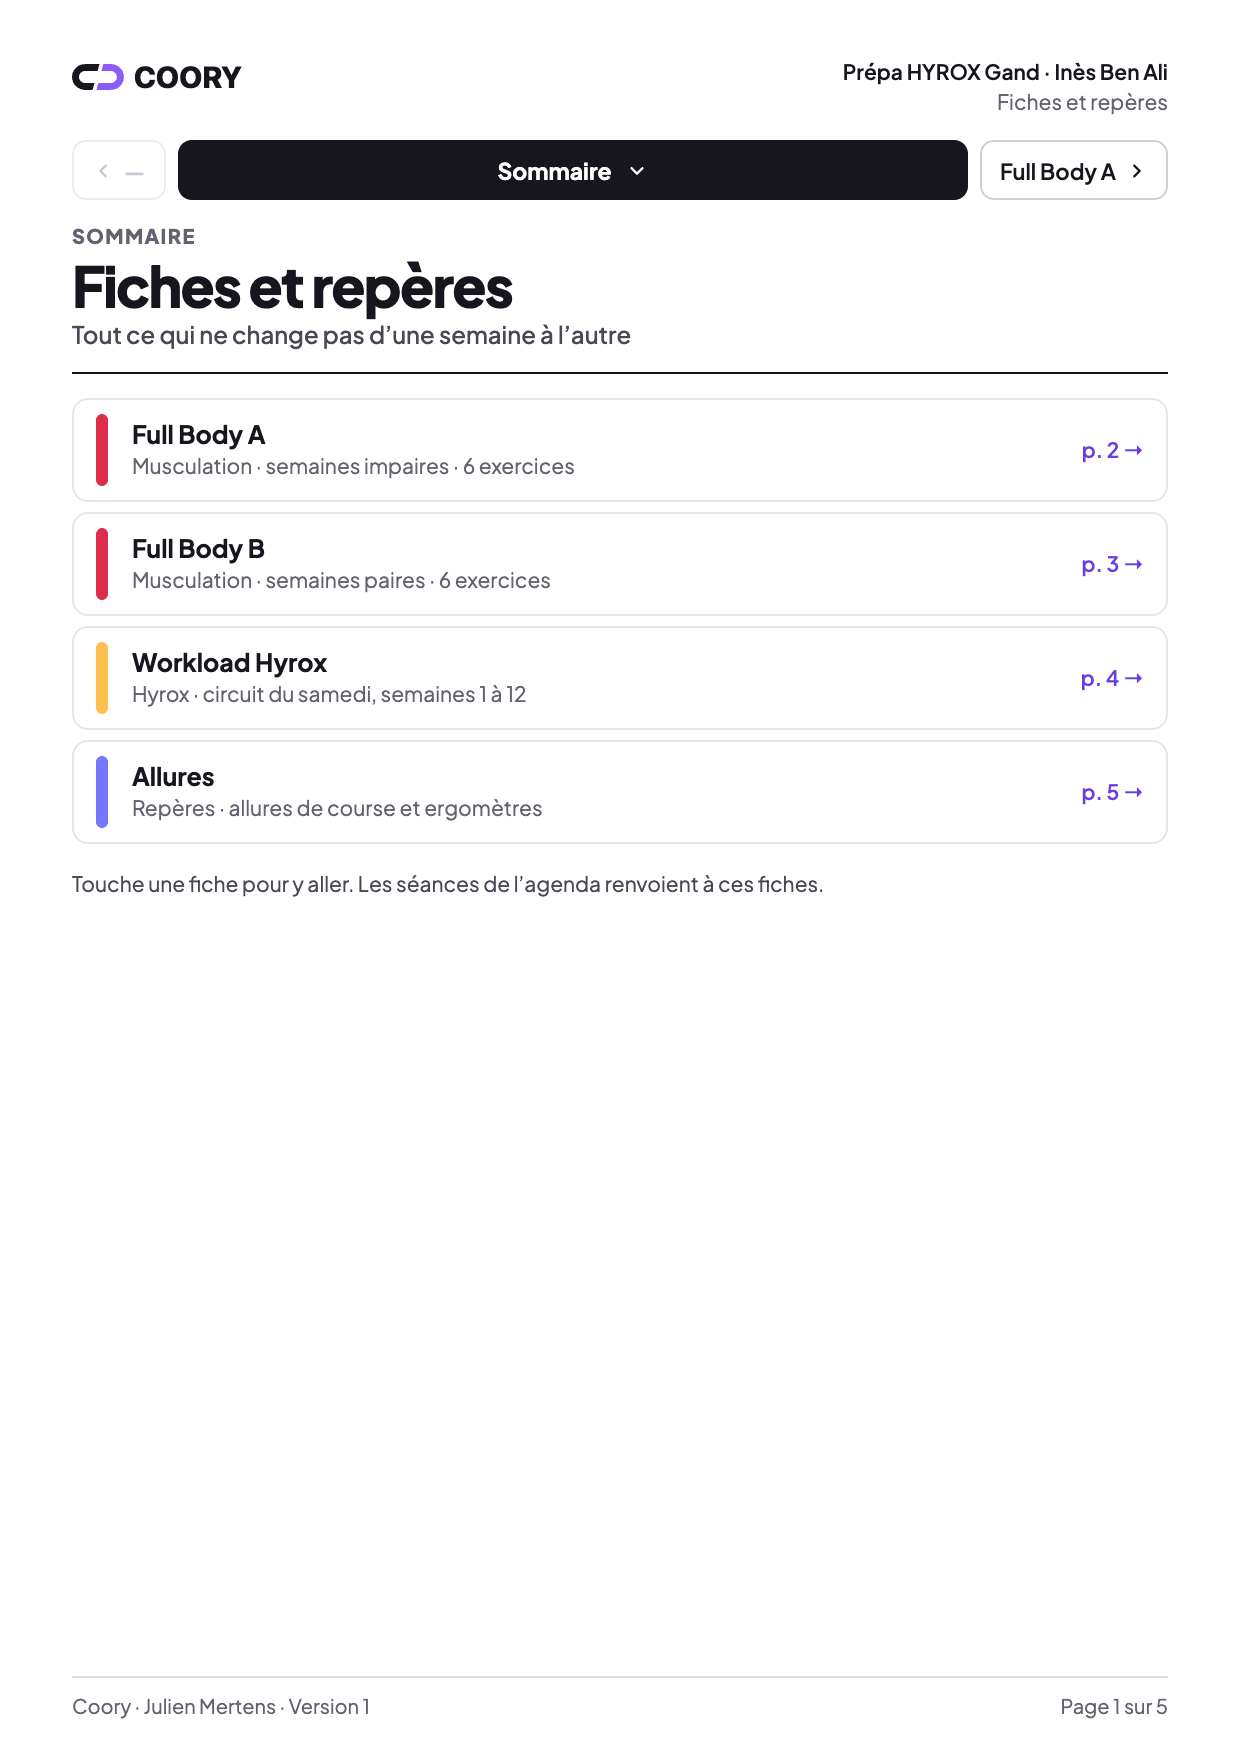 COORY
Prépa HYROX Gand · Inès Ben Ali
Fiches et repères
‹ —
Sommaire
Full Body A ›
SOMMAIRE
Fiches et repères
Tout ce qui ne change pas d’une semaine à l’autre
Full Body A
Musculation · semaines impaires · 6 exercices
p. 2 →
Full Body B
Musculation · semaines paires · 6 exercices
p. 3 →
Workload Hyrox
Hyrox · circuit du samedi, semaines 1 à 12
p. 4 →
Allures
Repères · allures de course et ergomètres
p. 5 →
Touche une fiche pour y aller. Les séances de l’agenda renvoient à ces fiches.
Coory · Julien Mertens · Version 1
Page 1 sur 5